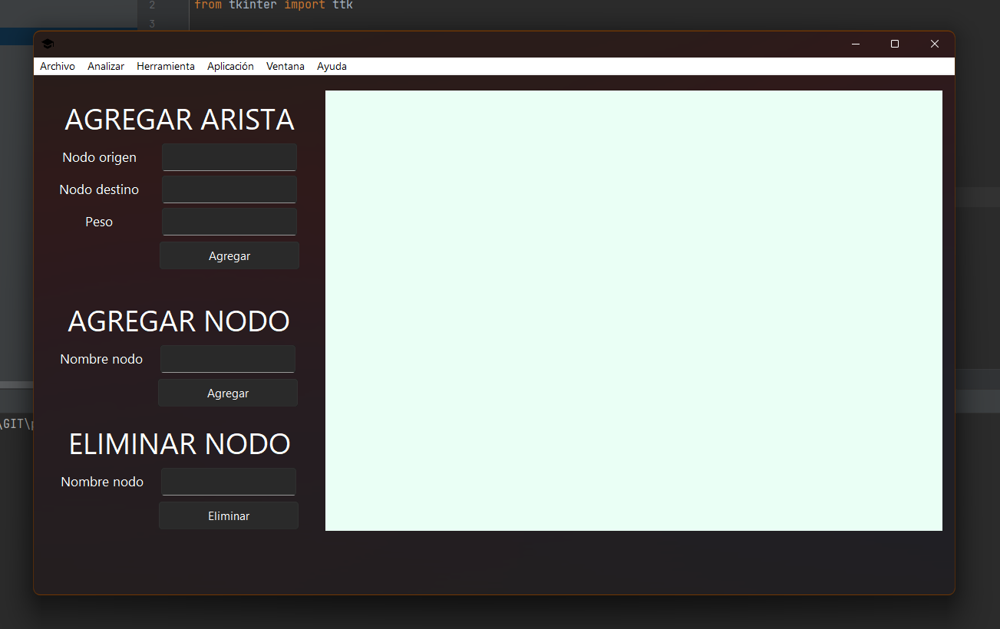 2 from tkinter import ttk
3
Archivo Analizar Herramienta Aplicación Ventana Ayuda
AGREGAR ARISTA
Nodo origen
Nodo destino
Peso
Agregar
AGREGAR NODO
Nombre nodo
Agregar
\GIT\
ELIMINAR NODO
Nombre nodo
Eliminar